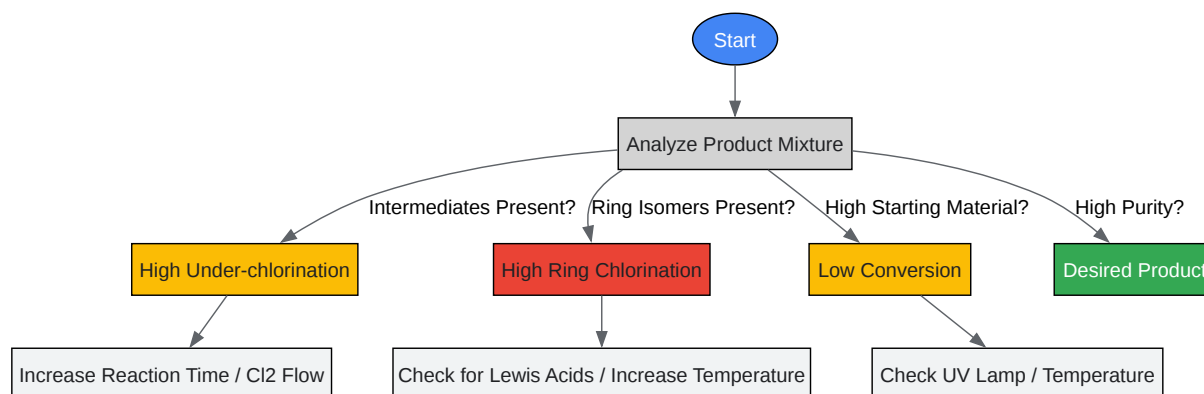 Start
Analyze Product Mixture
Intermediates Present?
Ring Isomers Present?
High Starting Material?
High Purity?
High Under-chlorination
High Ring Chlorination
Low Conversion
Desired Product
Increase Reaction Time / Cl2 Flow
Check for Lewis Acids / Increase Temperature
Check UV Lamp / Temperature